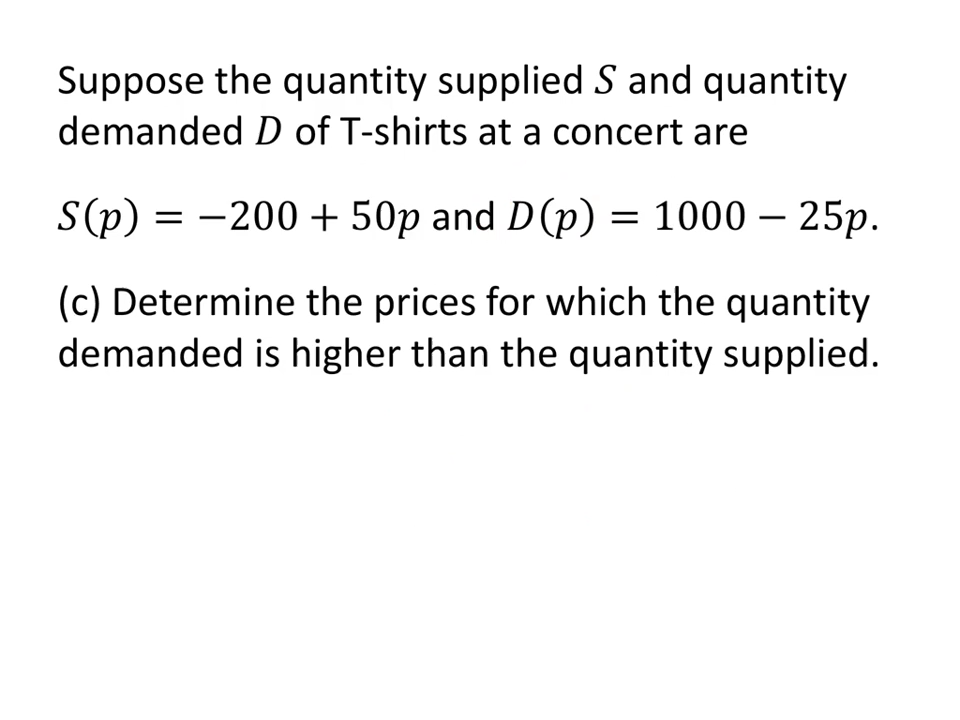 Suppose the quantity supplied 𝑆 and quantity
demanded 𝐷 of T-shirts at a concert are
𝑆(𝑝) = −200 + 50𝑝 and 𝐷(𝑝) = 1000 − 25𝑝.
(c) Determine the prices for which the quantity
demanded is higher than the quantity supplied.